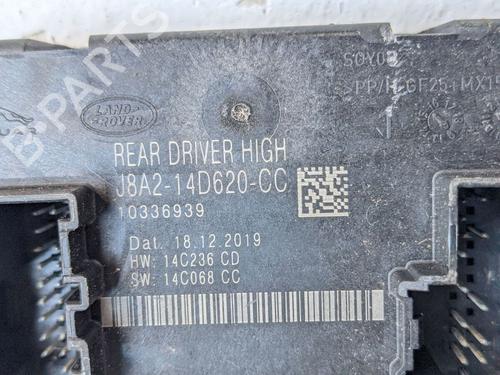 LAND ROVER
REAR DRIVER HIGH
J8A2-14D620-CC
10336939
Dat. 18.12.2019
HW: 14C236 CD
SW: 14C068 CC